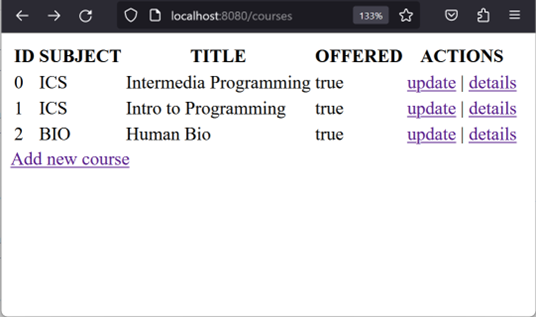 localhost:8080/courses 133%
ID SUBJECT TITLE OFFERED ACTIONS
0 ICS Intermedia Programming true update | details
1 ICS Intro to Programming true update | details
2 BIO Human Bio true update | details
Add new course